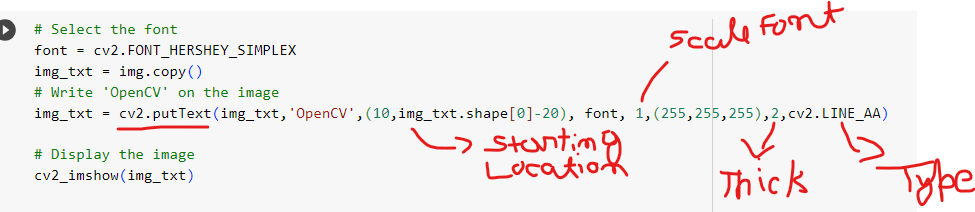 # Select the font
font = cv2.FONT_HERSHEY_SIMPLEX
img_txt = img.copy()
# Write 'OpenCV' on the image
img_txt = cv2.putText(img_txt,'OpenCV',(10,img_txt.shape[0]-20), font, 1,(255,255,255),2,cv2.LINE_AA)
# Display the image
cv2_imshow(img_txt)
Scale Font
Starting
Location
Thick
Type